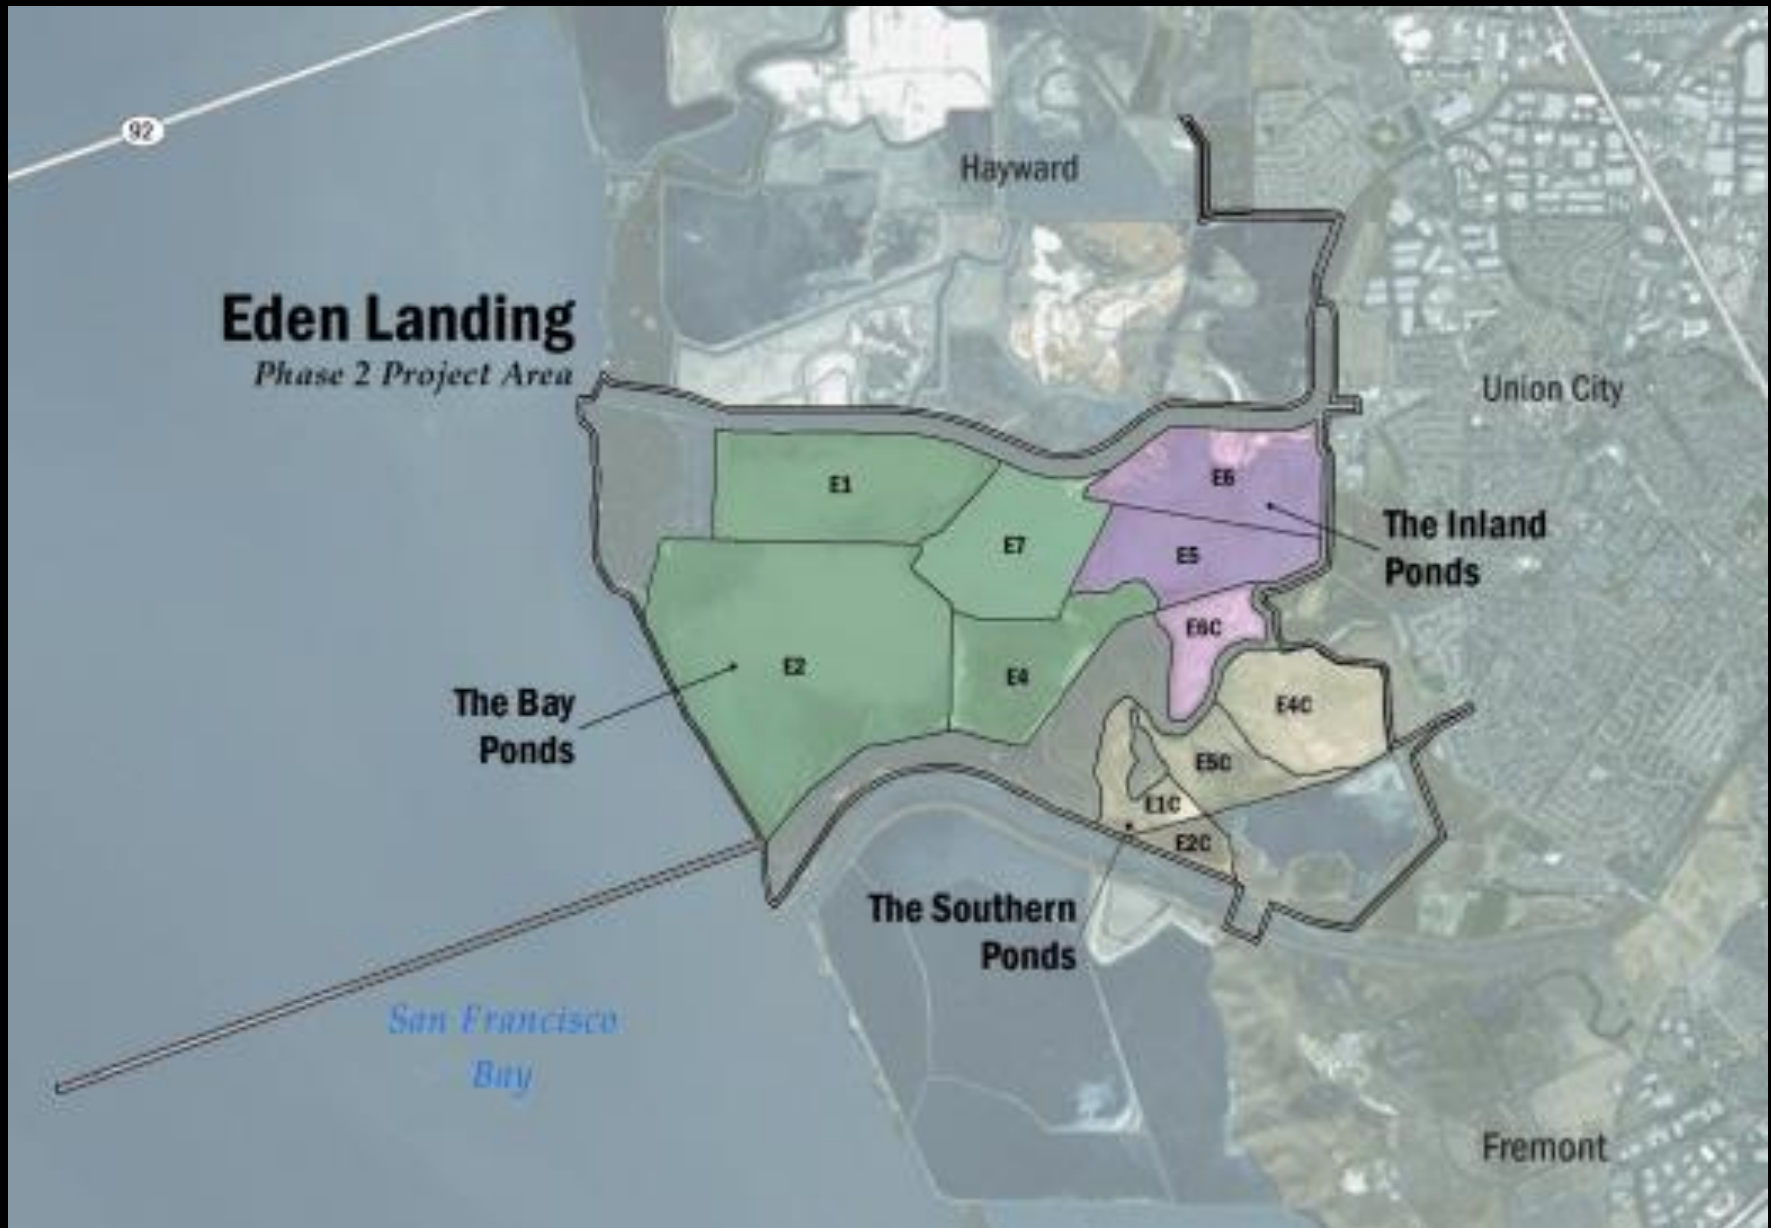 92
Hayward
Eden Landing
Phase 2 Project Area
Union City
E1
E6
The Inland
Ponds
E7
E5
E6C
E2
E4
The Bay
Ponds
E4C
E5C
E1C
E2C
The Southern
Ponds
San Francisco
Bay
Fremont